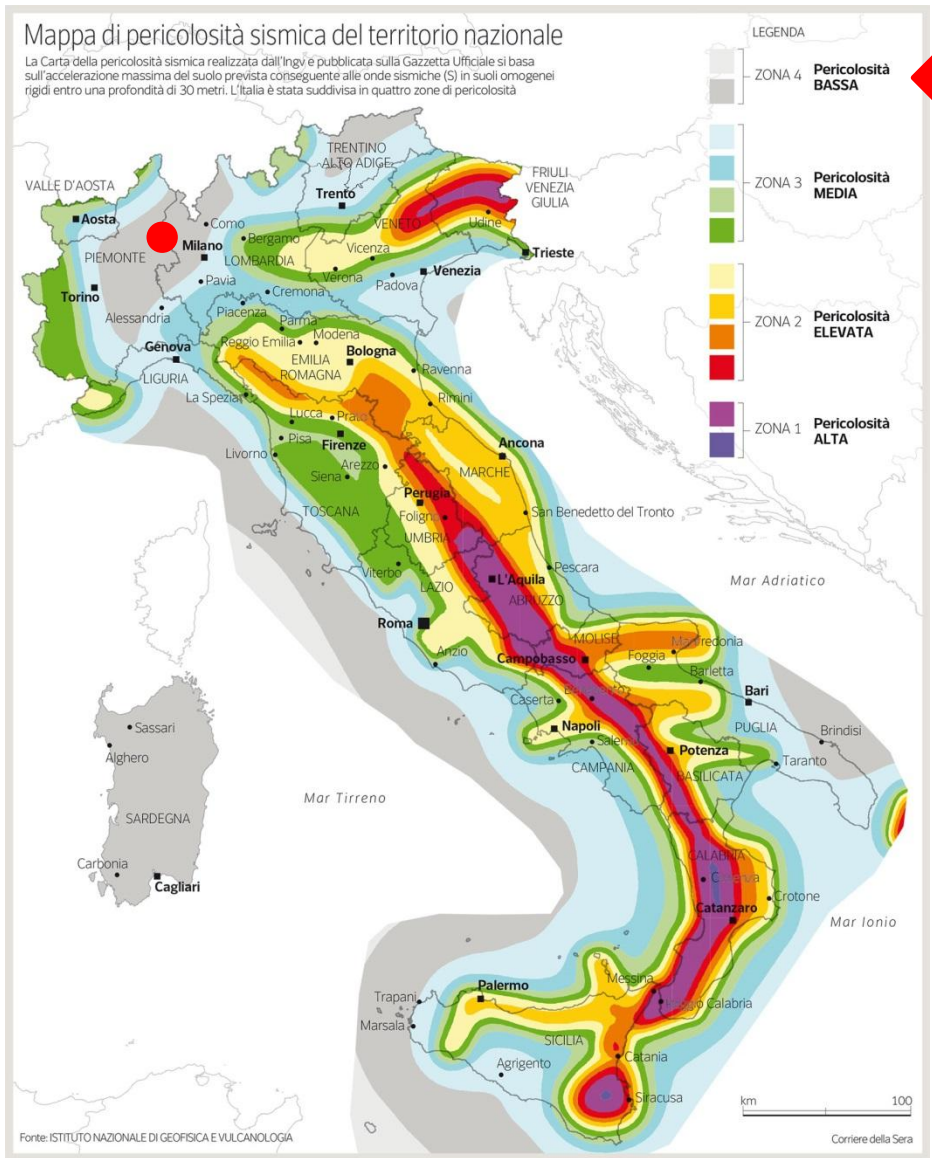 Mappa di pericolosità sismica del territorio nazionale
La Carta della pericolosità sismica realizzata dall'Ingv e pubblicata sulla Gazzetta Ufficiale si basa
sull'accelerazione massima del suolo prevista conseguente alle onde sismiche (S) in suoli omogenei
rigidi entro una profondità di 30 metri. L'Italia è stata suddivisa in quattro zone di pericolosità
LEGENDA
ZONA 4
Pericolosità
BASSA
ZONA 3
Pericolosità
MEDIA
ZONA 2
Pericolosità
ELEVATA
ZONA 1
Pericolosità
ALTA
TRENTINO
ALTO ADIGE
FRIULI
VENEZIA
GIULIA
VALLE D'AOSTA
Trento
Aosta
Como
VENETO
Udine
Bergamo
Milano
PIEMONTE
LOMBARDIA
Vicenza
Trieste
Verona
Padova
Venezia
Torino
Pavia
Cremona
Alessandria
Piacenza
Parma
Modena
Reggio Emilia
Genova
Bologna
EMILIA
ROMAGNA
LIGURIA
Ravenna
La Spezia
Rimini
Lucca
Prato
Pisa
Firenze
Ancona
Livorno
Arezzo
MARCHE
Siena
Perugia
TOSCANA
Foligno
San Benedetto del Tronto
UMBRIA
Viterbo
Pescara
L'Aquila
LAZIO
ABRUZZO
Mar Adriatico
Roma
MOLISE
Manfredonia
Anzio
Campobasso
Foggia
Barletta
Caserta
Bari
Sassari
Napoli
PUGLIA
Brindisi
Salerno
Potenza
Alghero
CAMPANIA
BASILICATA
Taranto
Mar Tirreno
SARDEGNA
CALABRIA
Carbonia
Cosenza
Cagliari
Crotone
Catanzaro
Mar Ionio
Messina
Palermo
Trapani
Reggio Calabria
Marsala
SICILIA
Catania
Agrigento
Siracusa
km
100
Fonte: ISTITUTO NAZIONALE DI GEOFISICA E VULCANOLOGIA
Corriere della Sera